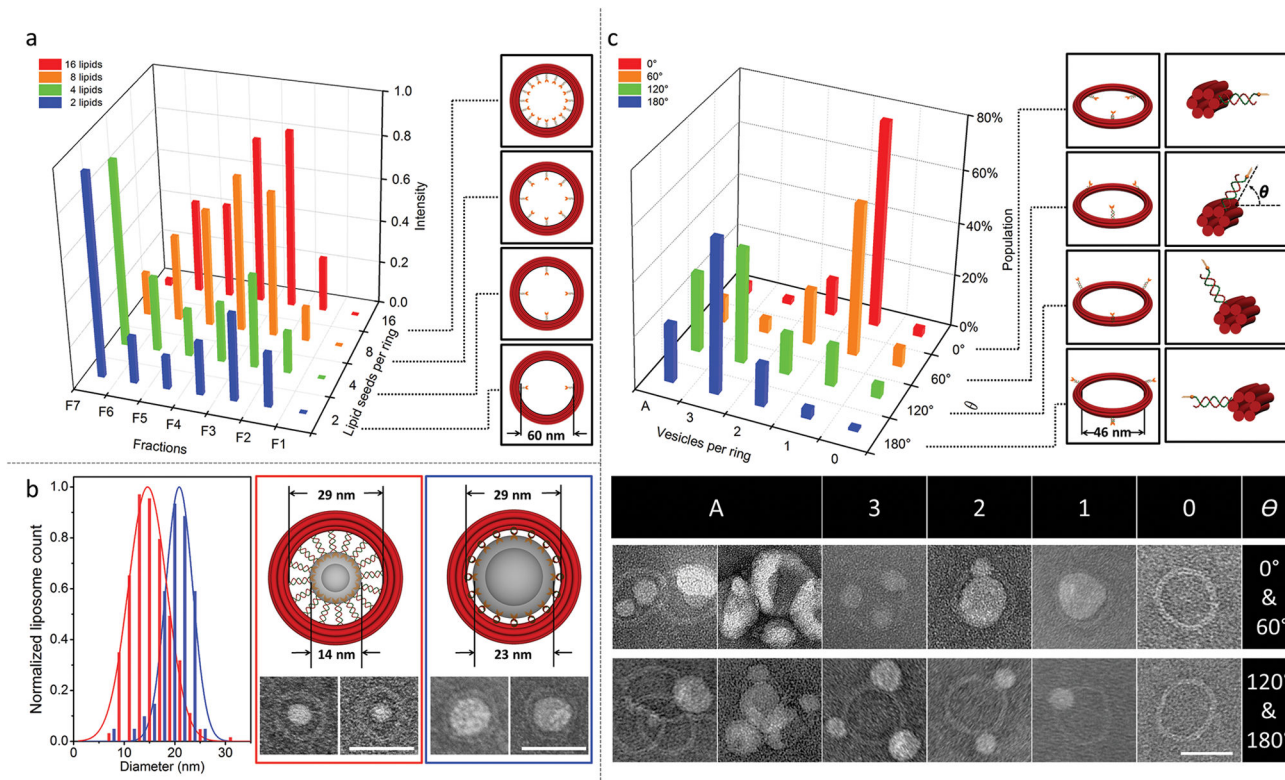 a
16 lipids
8 lipids
4 lipids
2 lipids
1.0
0.8
0.6
0.4
0.2
0.0
Intensity
16
8
4
2
Lipid seeds per ring
F7
F6
F5
F4
F3
F2
F1
Fractions
60 nm
b
Normalized liposome count
1.0
0.8
0.6
0.4
0.2
0.0
0
10
20
30
Diameter (nm)
29 nm
14 nm
29 nm
23 nm
c
0°
60°
120°
180°
80%
60%
40%
20%
0%
Population
0°
60°
120°
180°
θ
A
3
2
1
0
Vesicles per ring
θ
46 nm
A 3 2 1 0 θ
0°
&
60°
120°
&
180°